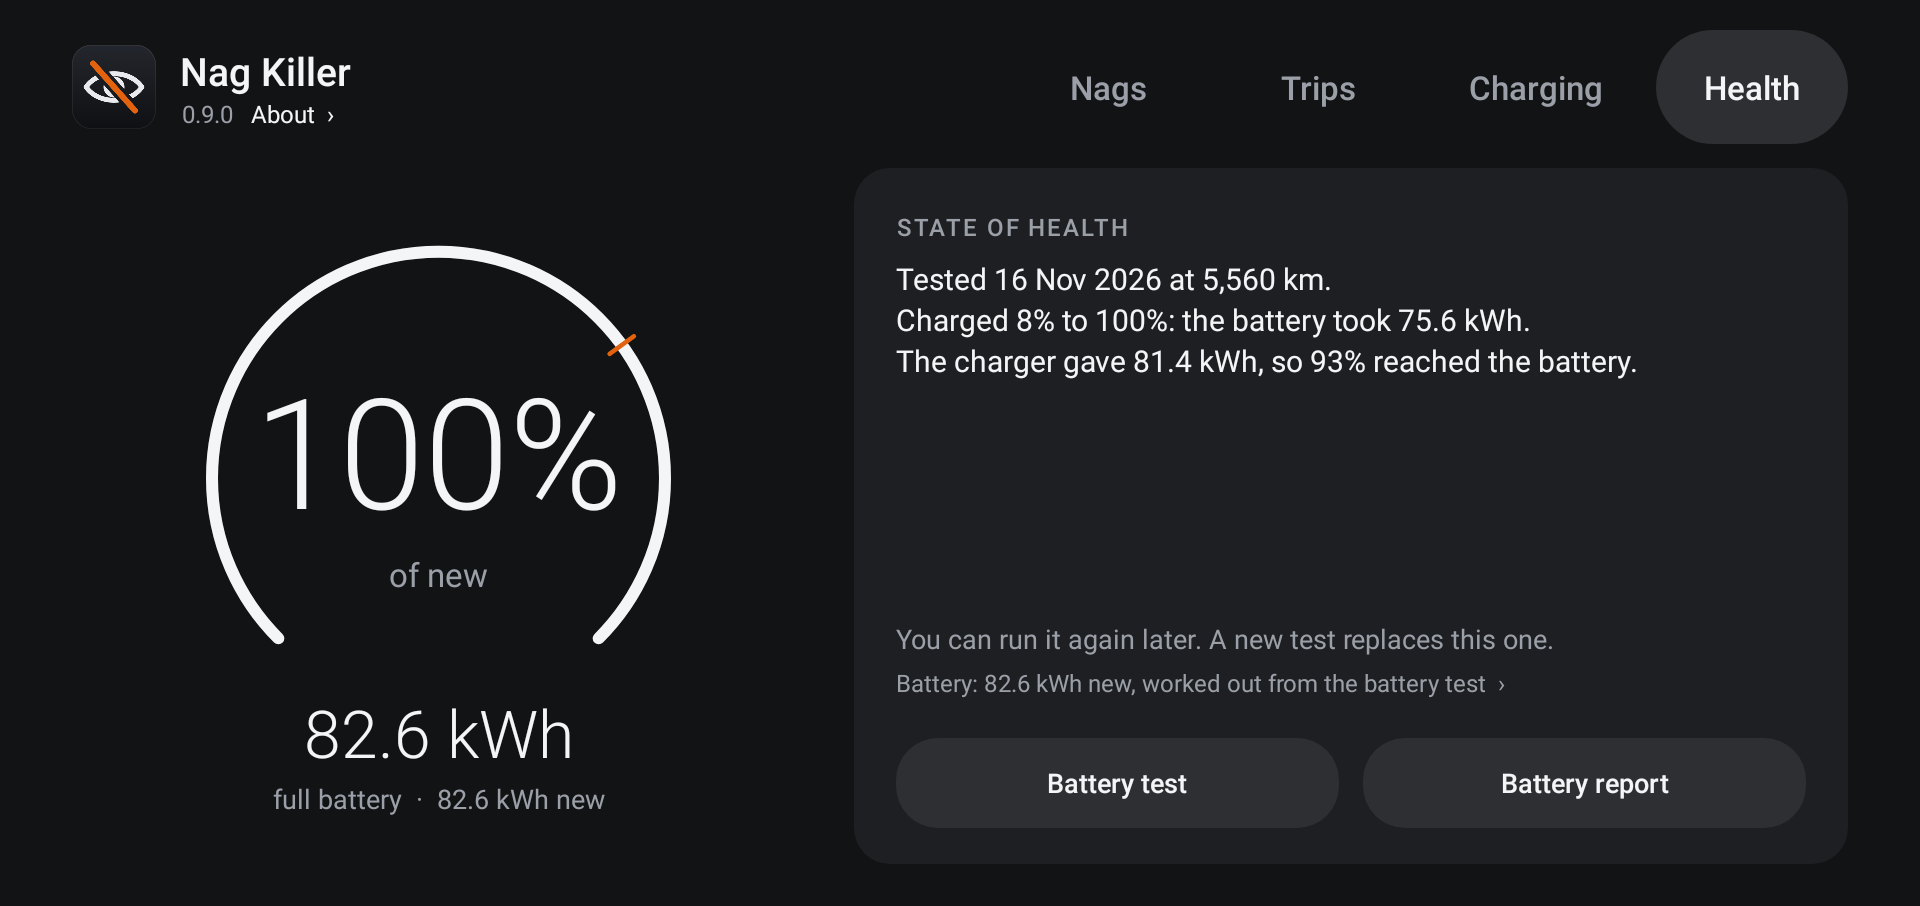 Nag Killer
0.9.0 About ›
Nags
Trips
Charging
Health
100%
of new
82.6 kWh
full battery · 82.6 kWh new
STATE OF HEALTH
Tested 16 Nov 2026 at 5,560 km.
Charged 8% to 100%: the battery took 75.6 kWh.
The charger gave 81.4 kWh, so 93% reached the battery.
You can run it again later. A new test replaces this one.
Battery: 82.6 kWh new, worked out from the battery test ›
Battery test
Battery report